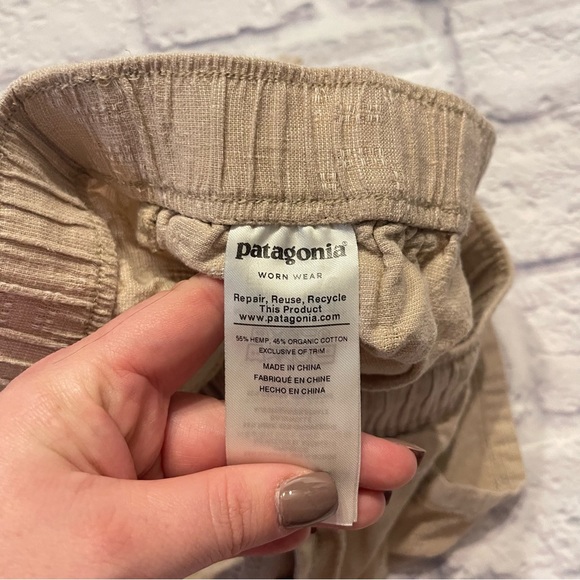 patagonia®
WORN WEAR
Repair, Reuse, Recycle
This Product
www.patagonia.com
55% HEMP, 45% ORGANIC COTTON
EXCLUSIVE OF TRIM
MADE IN CHINA
FABRIQUÉ EN CHINE
HECHO EN CHINA